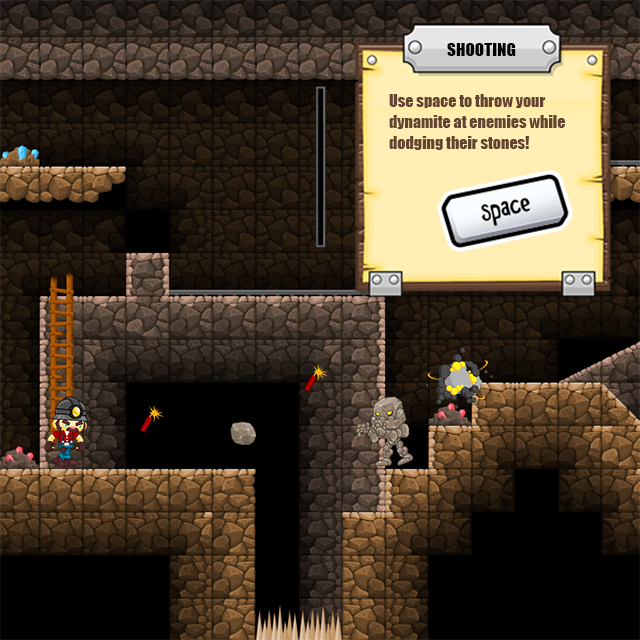 SHOOTING
Use space to throw your
dynamite at enemies while
dodging their stones!
space